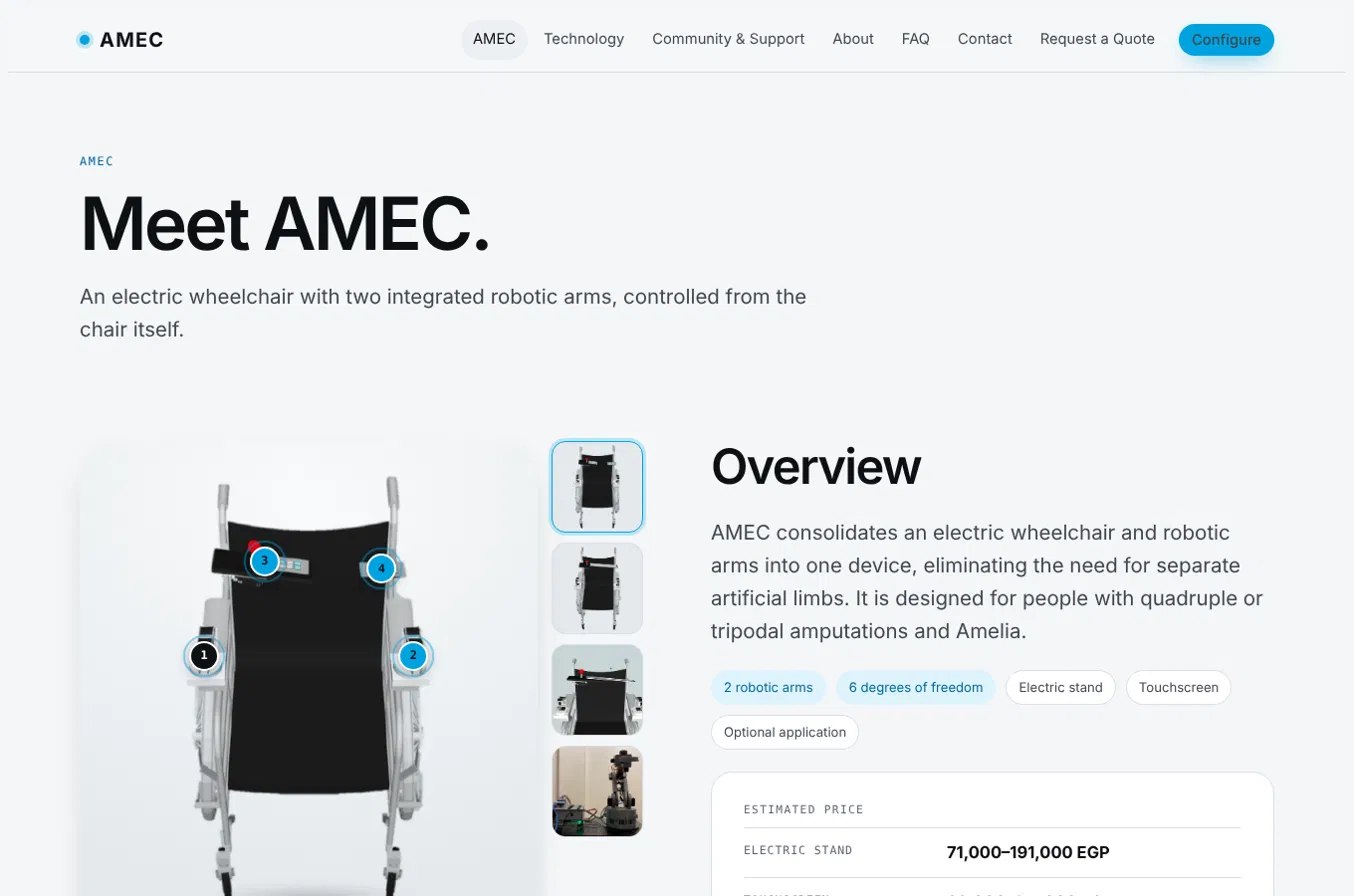 AMEC
AMEC
Technology
Community & Support
About
FAQ
Contact
Request a Quote
Configure
AMEC
Meet AMEC.
An electric wheelchair with two integrated robotic arms, controlled from the
chair itself.
3
4
1
2
Overview
AMEC consolidates an electric wheelchair and robotic
arms into one device, eliminating the need for separate
artificial limbs. It is designed for people with quadruple or
tripodal amputations and Amelia.
2 robotic arms
6 degrees of freedom
Electric stand
Touchscreen
Optional application
ESTIMATED PRICE
ELECTRIC STAND
71,000–191,000 EGP